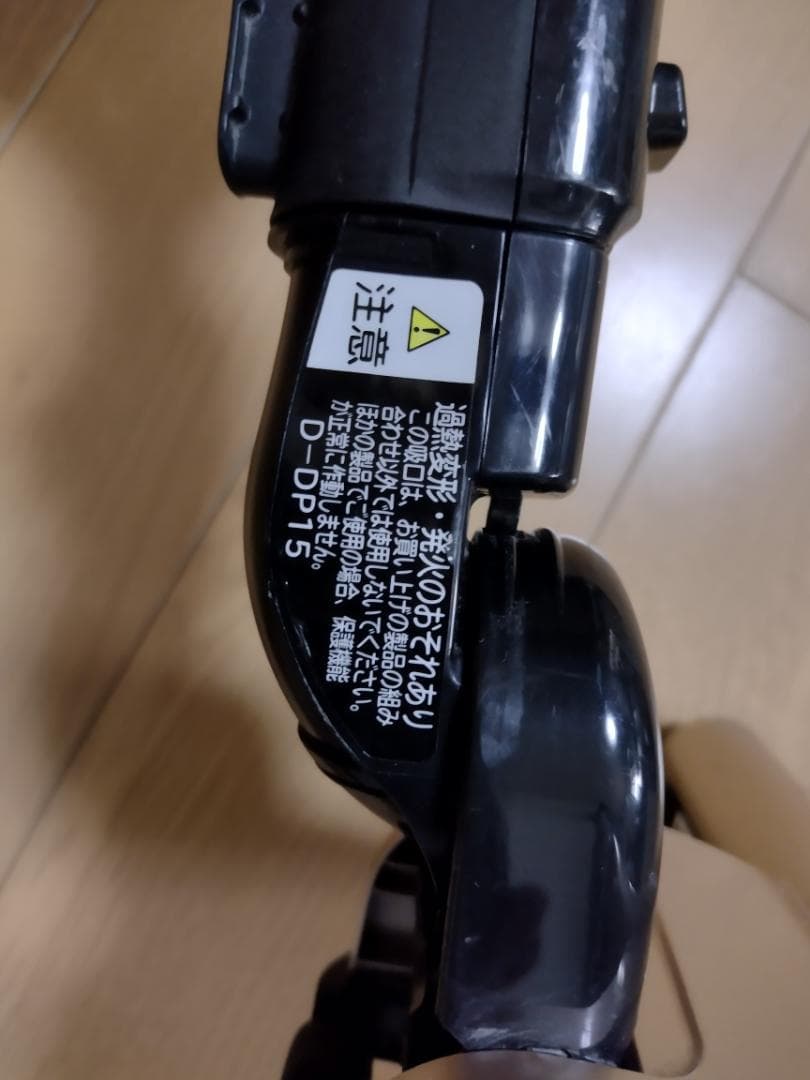 注意
過熱変形・発火のおそれあり
この吸口は、お買い上げの製品の組み
合わせ以外では使用しないでください。
ほかの製品でご使用の場合、保護機能
が正常に作動しません。
D-DP15